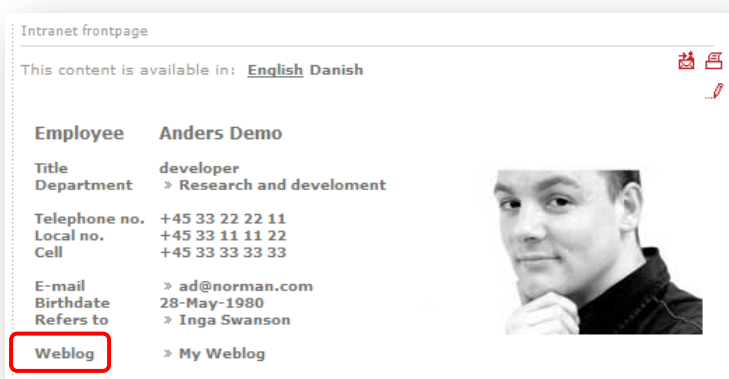 Intranet frontpage
This content is available in: English Danish
Employee Anders Demo
Title developer
Department » Research and develoment
Telephone no. +45 33 22 22 11
Local no. +45 33 11 11 22
Cell +45 33 33 33 33
E-mail » ad@norman.com
Birthdate 28-May-1980
Refers to » Inga Swanson
Weblog » My Weblog